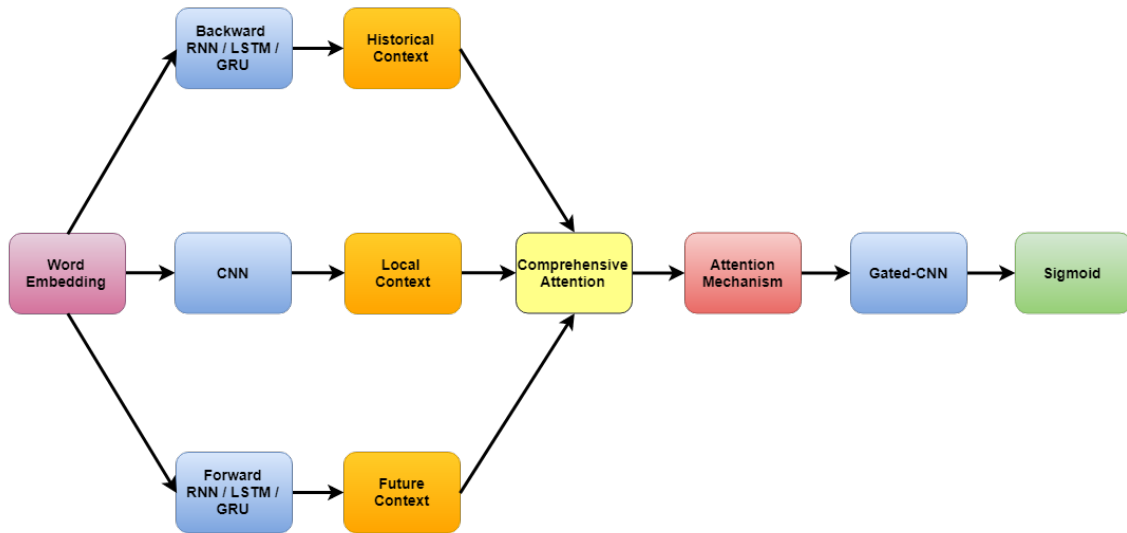 Backward
RNN / LSTM /
GRU
Historical
Context
Word
Embedding
CNN
Local
Context
Comprehensive
Attention
Attention
Mechanism
Gated-CNN
Sigmoid
Forward
RNN / LSTM /
GRU
Future
Context